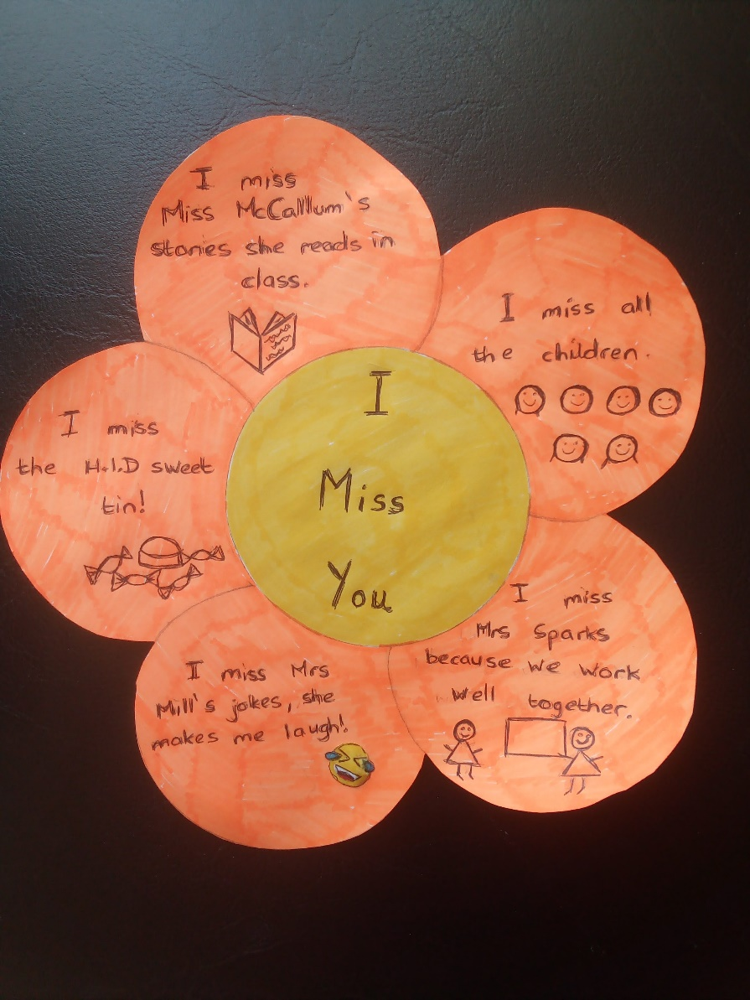 I
Miss
You
I miss
Miss McCallum's
stories she reads in
class.
I miss all
the children.
I miss
Mrs Sparks
because we work
well together.
I miss Mrs
Mill's jokes, she
makes me laugh!
I miss
the H.I.D sweet
tin!